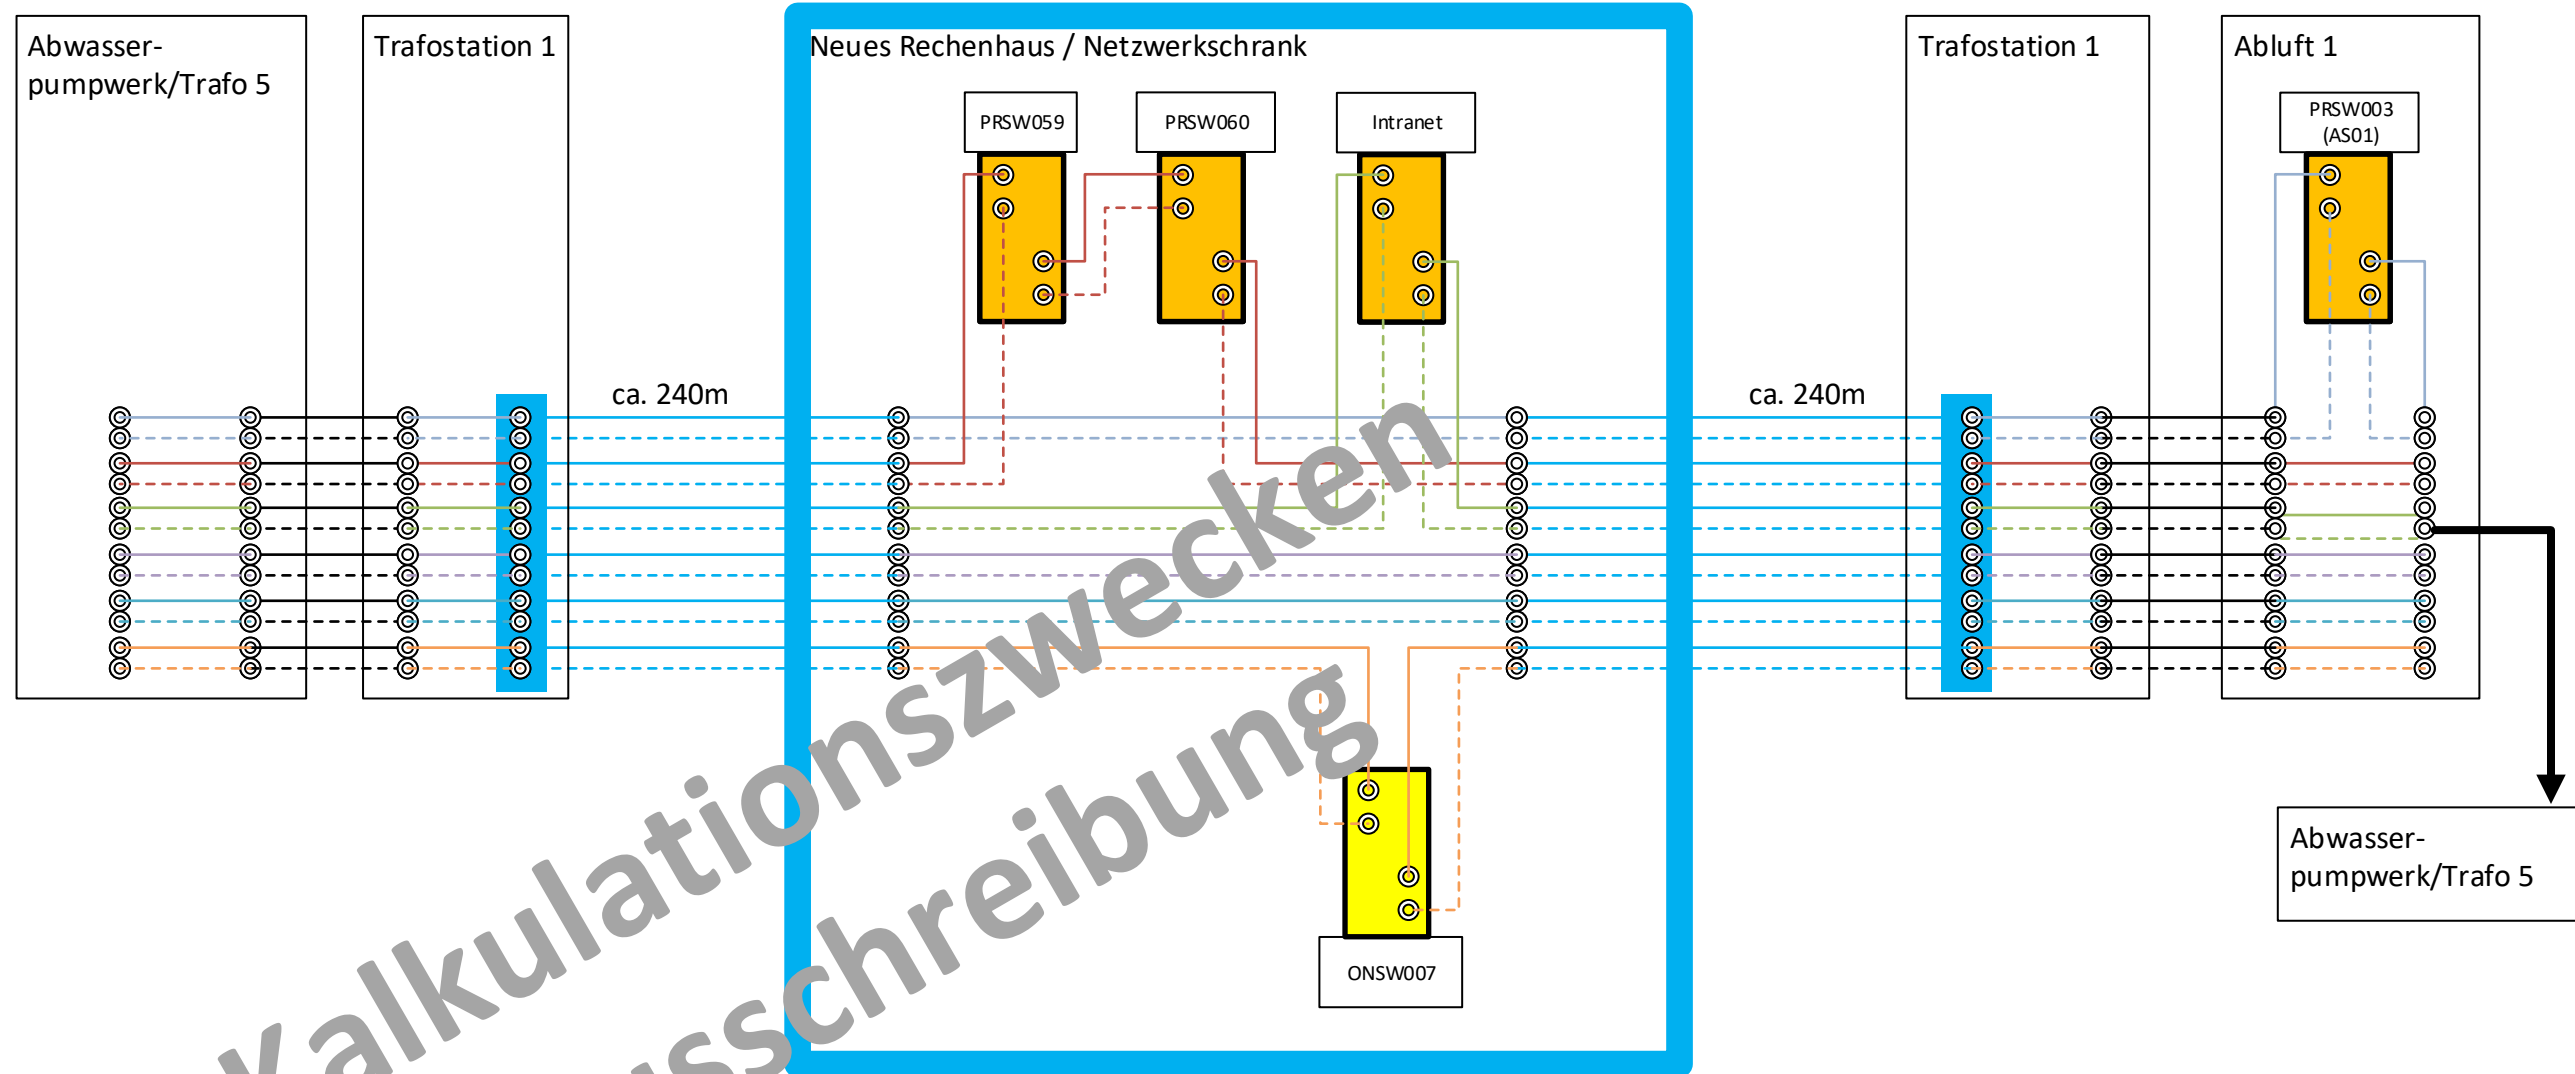 Abwasser-
pumpwerk/Trafo 5
Trafostation 1
Neues Rechenhaus / Netzwerkschrank
Trafostation 1
Abluft 1
PRSW059
PRSW060
Intranet
PRSW003
(AS01)
ca. 240m
ca. 240m
Kalkulationszwecken
Abwasser-
pumpwerk/Trafo 5
ONSW007